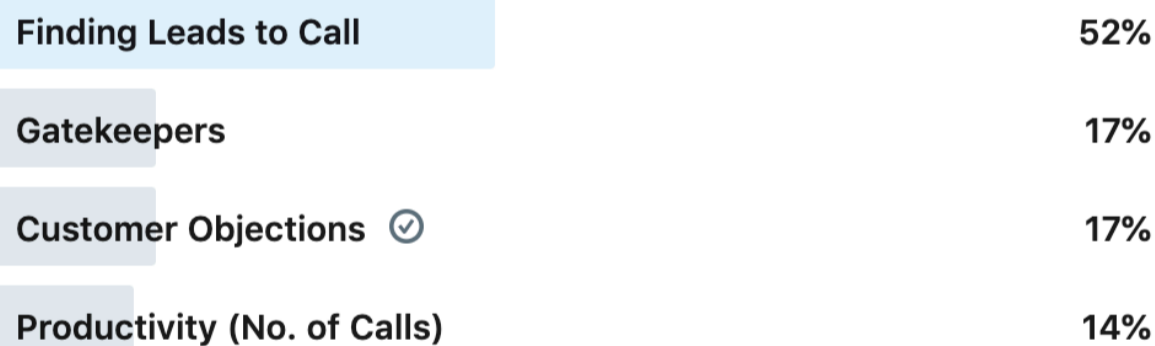 Finding Leads to Call 52%
Gatekeepers 17%
Customer Objections 17%
Productivity (No. of Calls) 14%